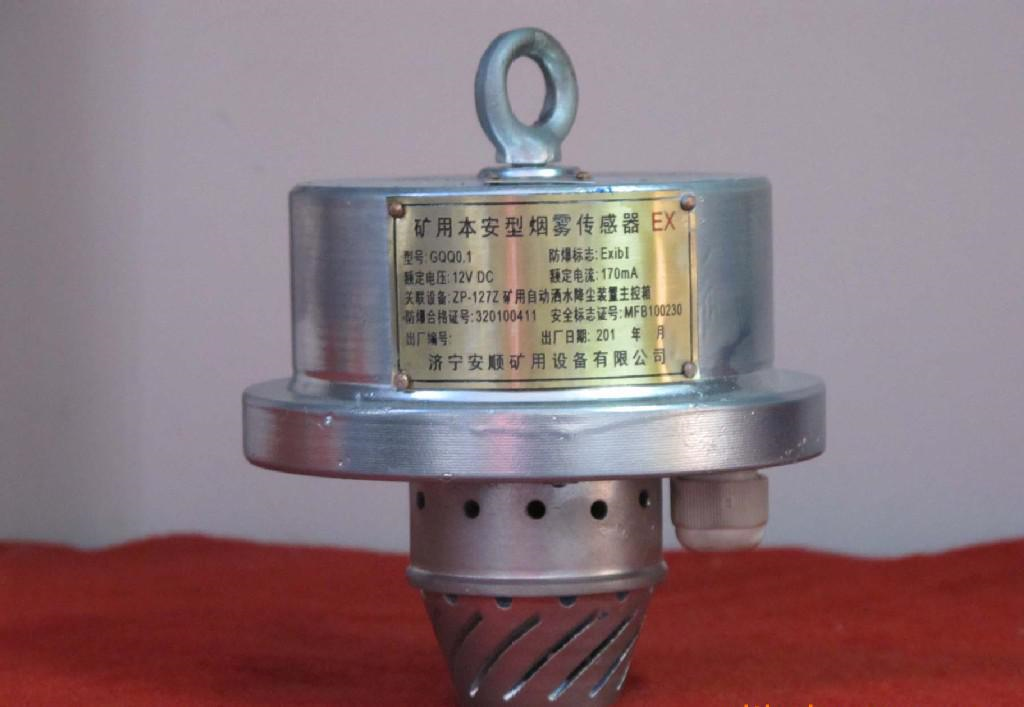 矿用本安型烟雾传感器 EX
型号:GQQ0.1 防爆标志:ExibI
额定电压:12V DC 额定电流:170mA
关联设备:ZP-127Z 矿用自动洒水降尘装置主控箱
防爆合格证号:320100411 安全标志证号:MFB100230
出厂编号: 出厂日期: 201 年 月
济宁安顺矿用设备有限公司